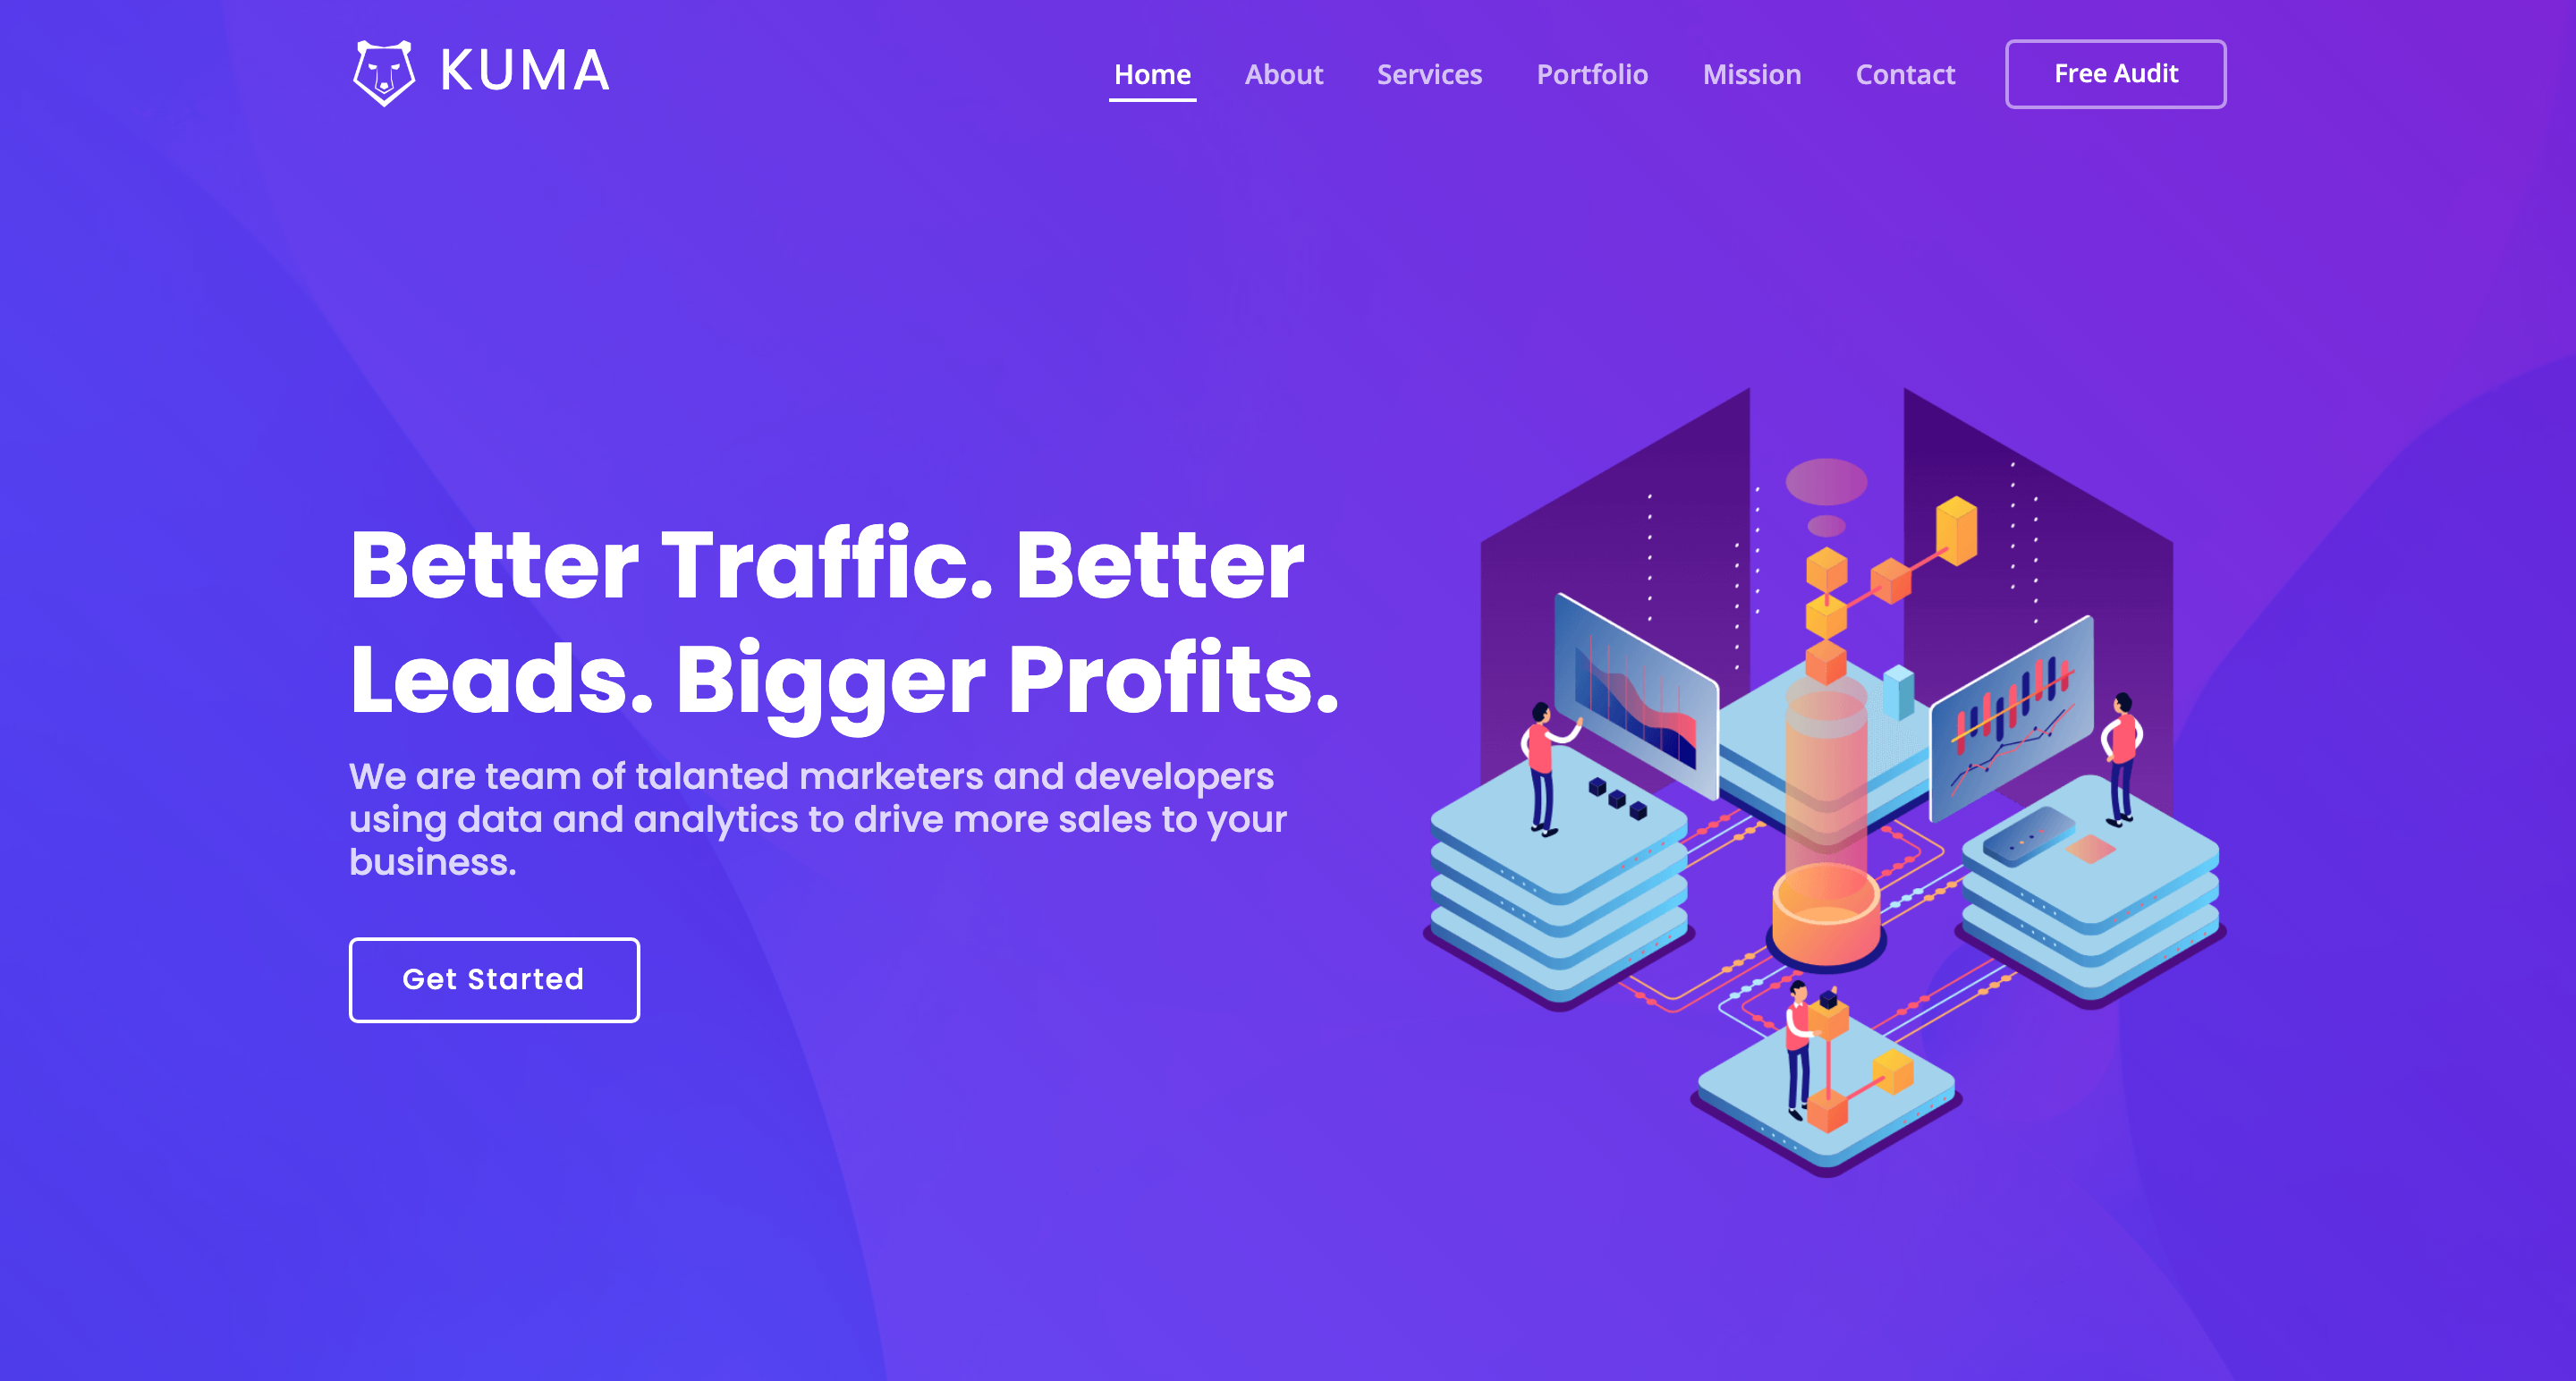 KUMA
Home About Services Portfolio Mission Contact Free Audit
Better Traffic. Better
Leads. Bigger Profits.
We are team of talanted marketers and developers
using data and analytics to drive more sales to your
business.
Get Started